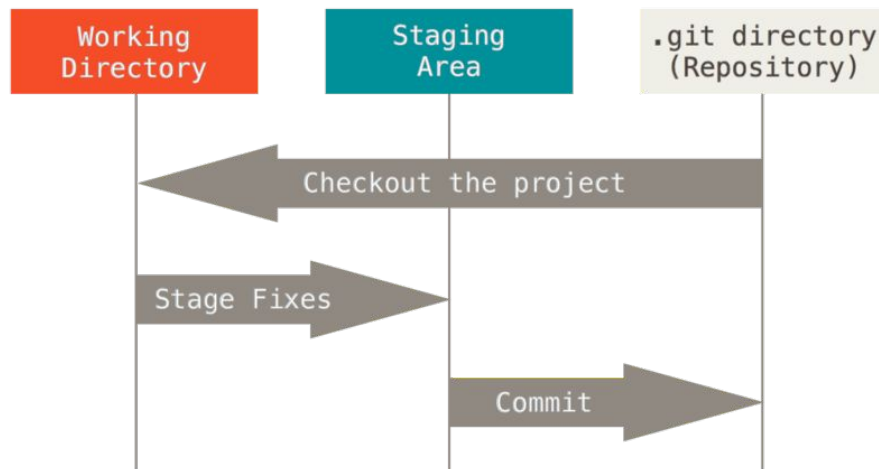 Working
Directory
Staging
Area
.git directory
(Repository)
Checkout the project
Stage Fixes
Commit